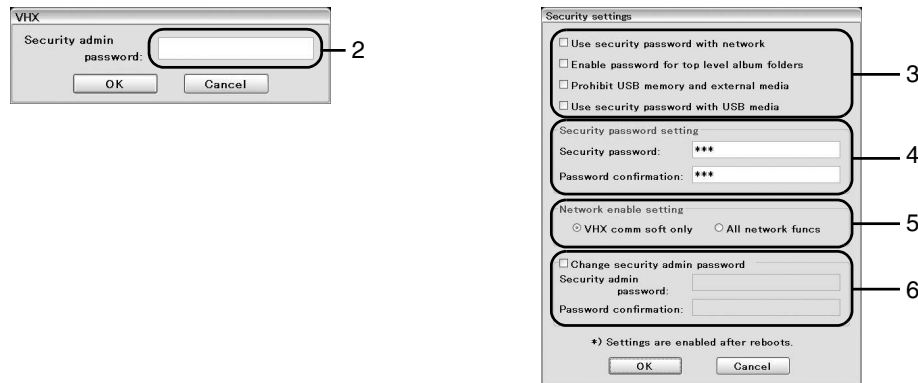 VHX
Security admin
password:
2
OK Cancel
Security settings
Use security password with network
Enable password for top level album folders
Prohibit USB memory and external media
Use security password with USB media
3
Security password setting
Security password: ***
Password confirmation: ***
4
Network enable setting
VHX comm soft only All network funcs
5
Change security admin password
Security admin
password:
Password confirmation:
6
*) Settings are enabled after reboots.
OK Cancel